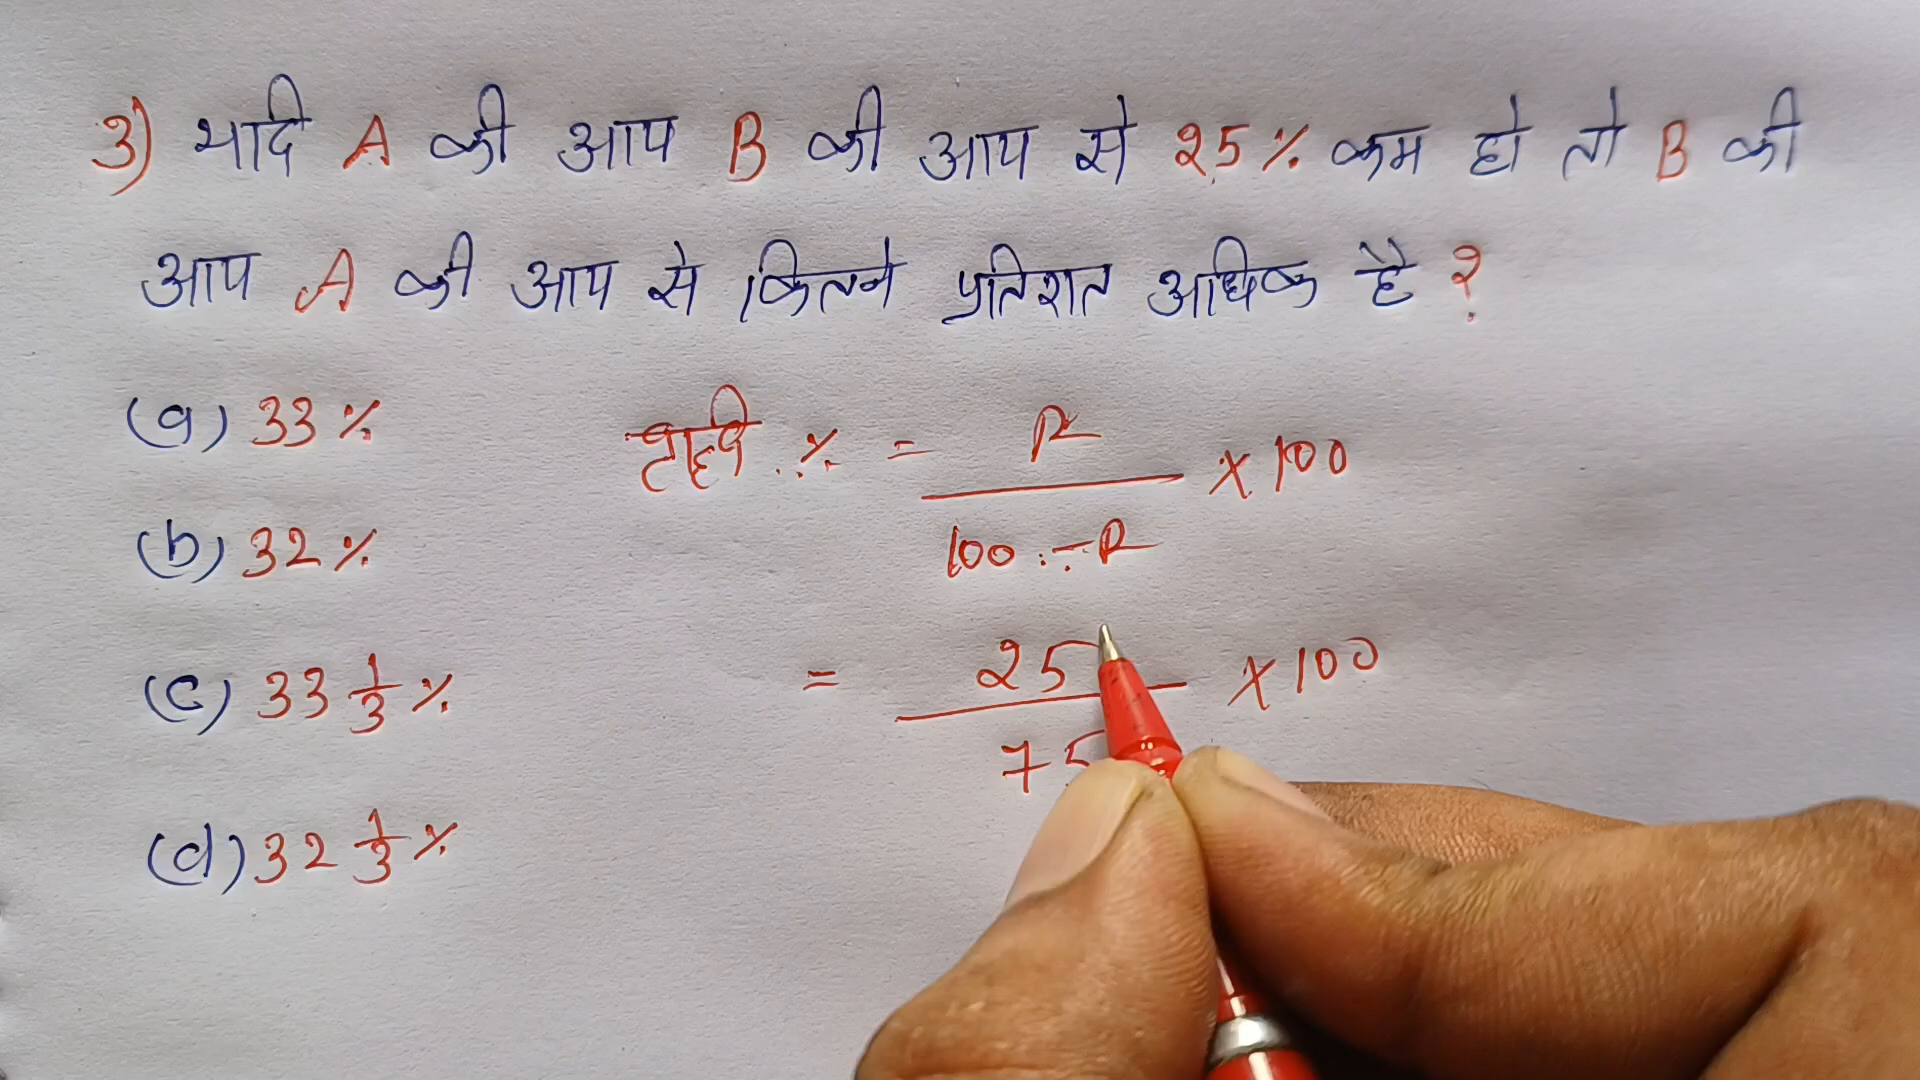 3) यदि A की आय B की आय से 25% कम हो तो B की
आय A की आय से कितने प्रतिशत अधिक है ?
(a) 33%
(b) 32%
(c) 33 1/3 %
(d) 32 1/3 %
% = R/100 - R × 100
= 25/75 × 100